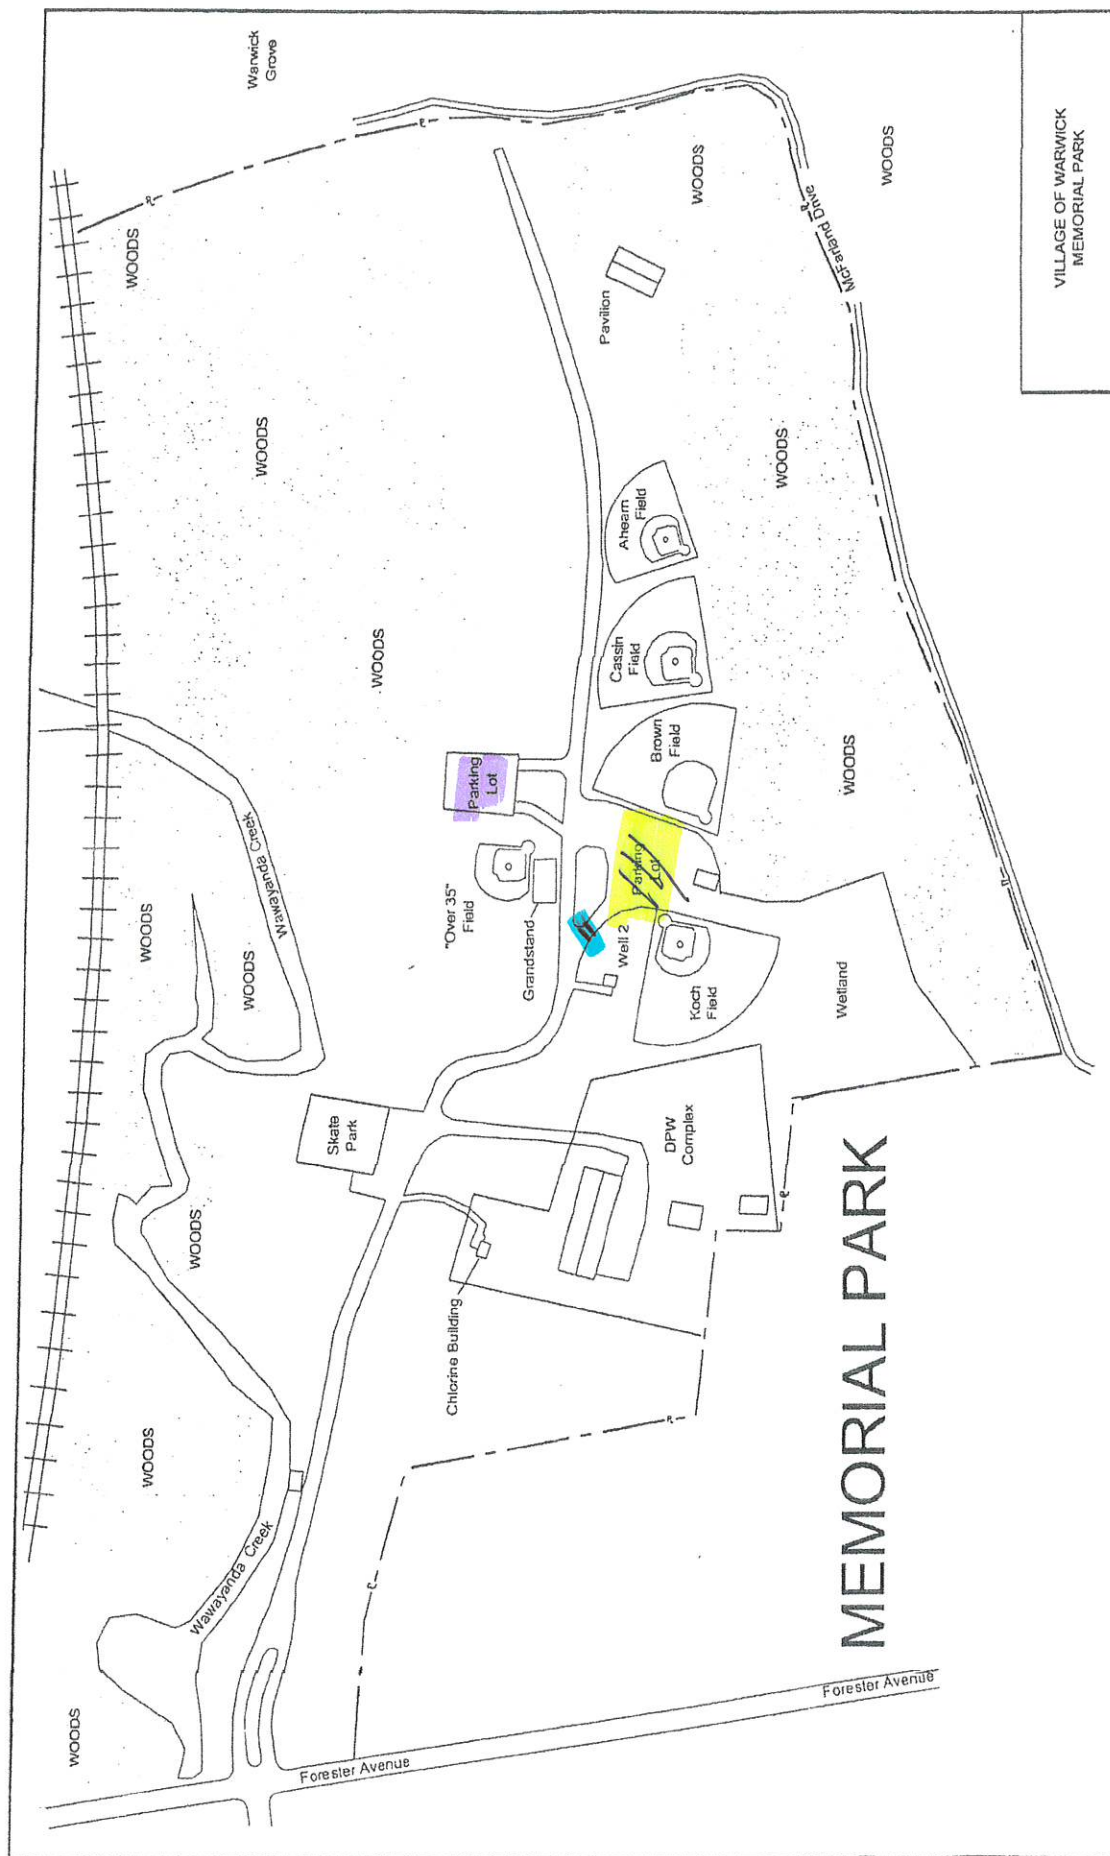 WOODS
Wawayanda Creek
Forester Avenue
Forester Avenue
WOODS
WOODS
WOODS
WOODS
Wawayanda Creek
WOODS
WOODS
WOODS
WOODS
Warwick
Grove
Chlorine Building
Skate
Park
DPW
Complex
"Over 35"
Field
Grandstand
Parking
Lot
Well 2
Parking
Lot
Koch
Field
Wetland
Brown
Field
Cassin
Field
Ahearn
Field
Pavilion
WOODS
WOODS
WOODS
WOODS
McFarland Drive
MEMORIAL PARK
VILLAGE OF WARWICK
MEMORIAL PARK